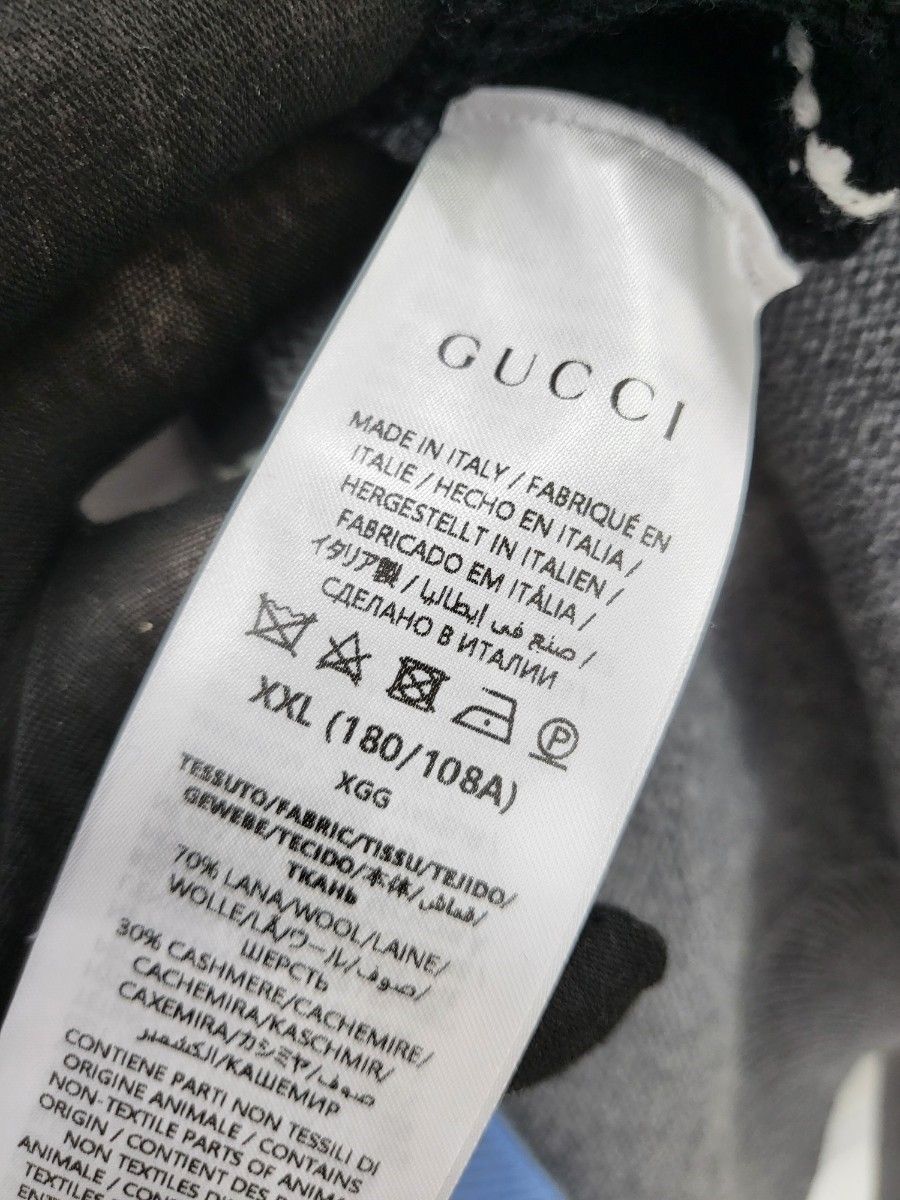 GUCCI
MADE IN ITALY / FABRIQUÉ EN
ITALIE / HECHO EN ITALIA /
HERGESTELLT IN ITALIEN /
FABRICADO EM ITÁLIA /
イタリア製 / صنع في إيطاليا /
СДЕЛАНО В ИТАЛИИ
P
XXL (180/108A)
XGG
TESSUTO/FABRIC/TISSU/TEJIDO/
GEWEBE/TECIDO/本体/قماش/
ТКАНЬ
70% LANA/WOOL/LAINE/
WOLLE/LÃ/ウール/صوف/
ШЕРСТЬ
30% CASHMERE/CACHEMIRE/
CACHEMIRA/KASCHMIR/
CAXEMIRA/カシミヤ/صوف
الكشمير/КАШЕМИР
CONTIENE PARTI NON TESSILI DI
ORIGINE ANIMALE / CONTAINS
NON-TEXTILE PARTS OF ANIMAL
ORIGIN / CONTIENT DES
NON TEXTILES
ANIMALE
TEXTILES